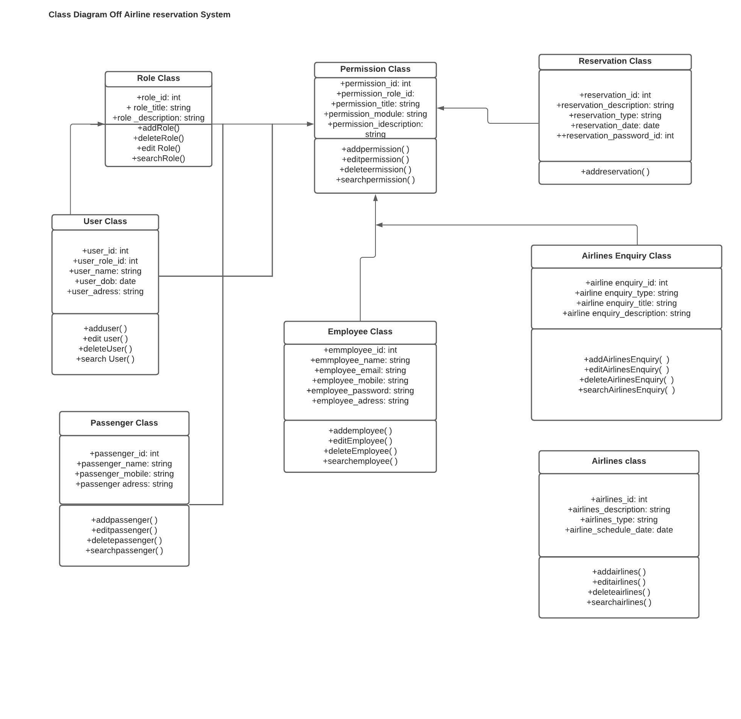 Class Diagram Off Airline reservation System
Role Class
+role_id: int
+ role_title: string
+role _description: string
+addRole()
+deleteRole()
+edit Role()
+searchRole()
Permission Class
+permission_id: int
+permission_role_id:
+permission_title: string
+permission_module: string
+permission_idescription:
string
+addpermission( )
+editpermission( )
+deleteermission( )
+searchpermission( )
Reservation Class
+reservation_id: int
+reservation_description: string
+reservation_type: string
+reservation_date: date
++reservation_password_id: int
+addreservation( )
User Class
+user_id: int
+user_role_id: int
+user_name: string
+user_dob: date
+user_adress: string
+adduser( )
+edit user( )
+deleteUser( )
+search User( )
Airlines Enquiry Class
+airline enquiry_id: int
+airline enquiry_type: string
+airline enquiry_title: string
+airline enquiry_description: string
+addAirlinesEnquiry(  )
+editAirlinesEnquiry(  )
+deleteAirlinesEnquiry(  )
+searchAirlinesEnquiry(  )
Employee Class
+emmployee_id: int
+emmployee_name: string
+employee_email: string
+employee_mobile: string
+employee_password: string
+employee_adress: string
+addemployee( )
+editEmployee( )
+deleteEmployee( )
+searchemployee( )
Passenger Class
+passenger_id: int
+passenger_name: string
+passenger_mobile: string
+passenger adress: string
+addpassenger( )
+editpassenger( )
+deletepassenger( )
+searchpassenger( )
Airlines class
+airlines_id: int
+airlines_description: string
+airlines_type: string
+airline_schedule_date: date
+addairlines( )
+editairlines( )
+deleteairlines( )
+searchairlines( )